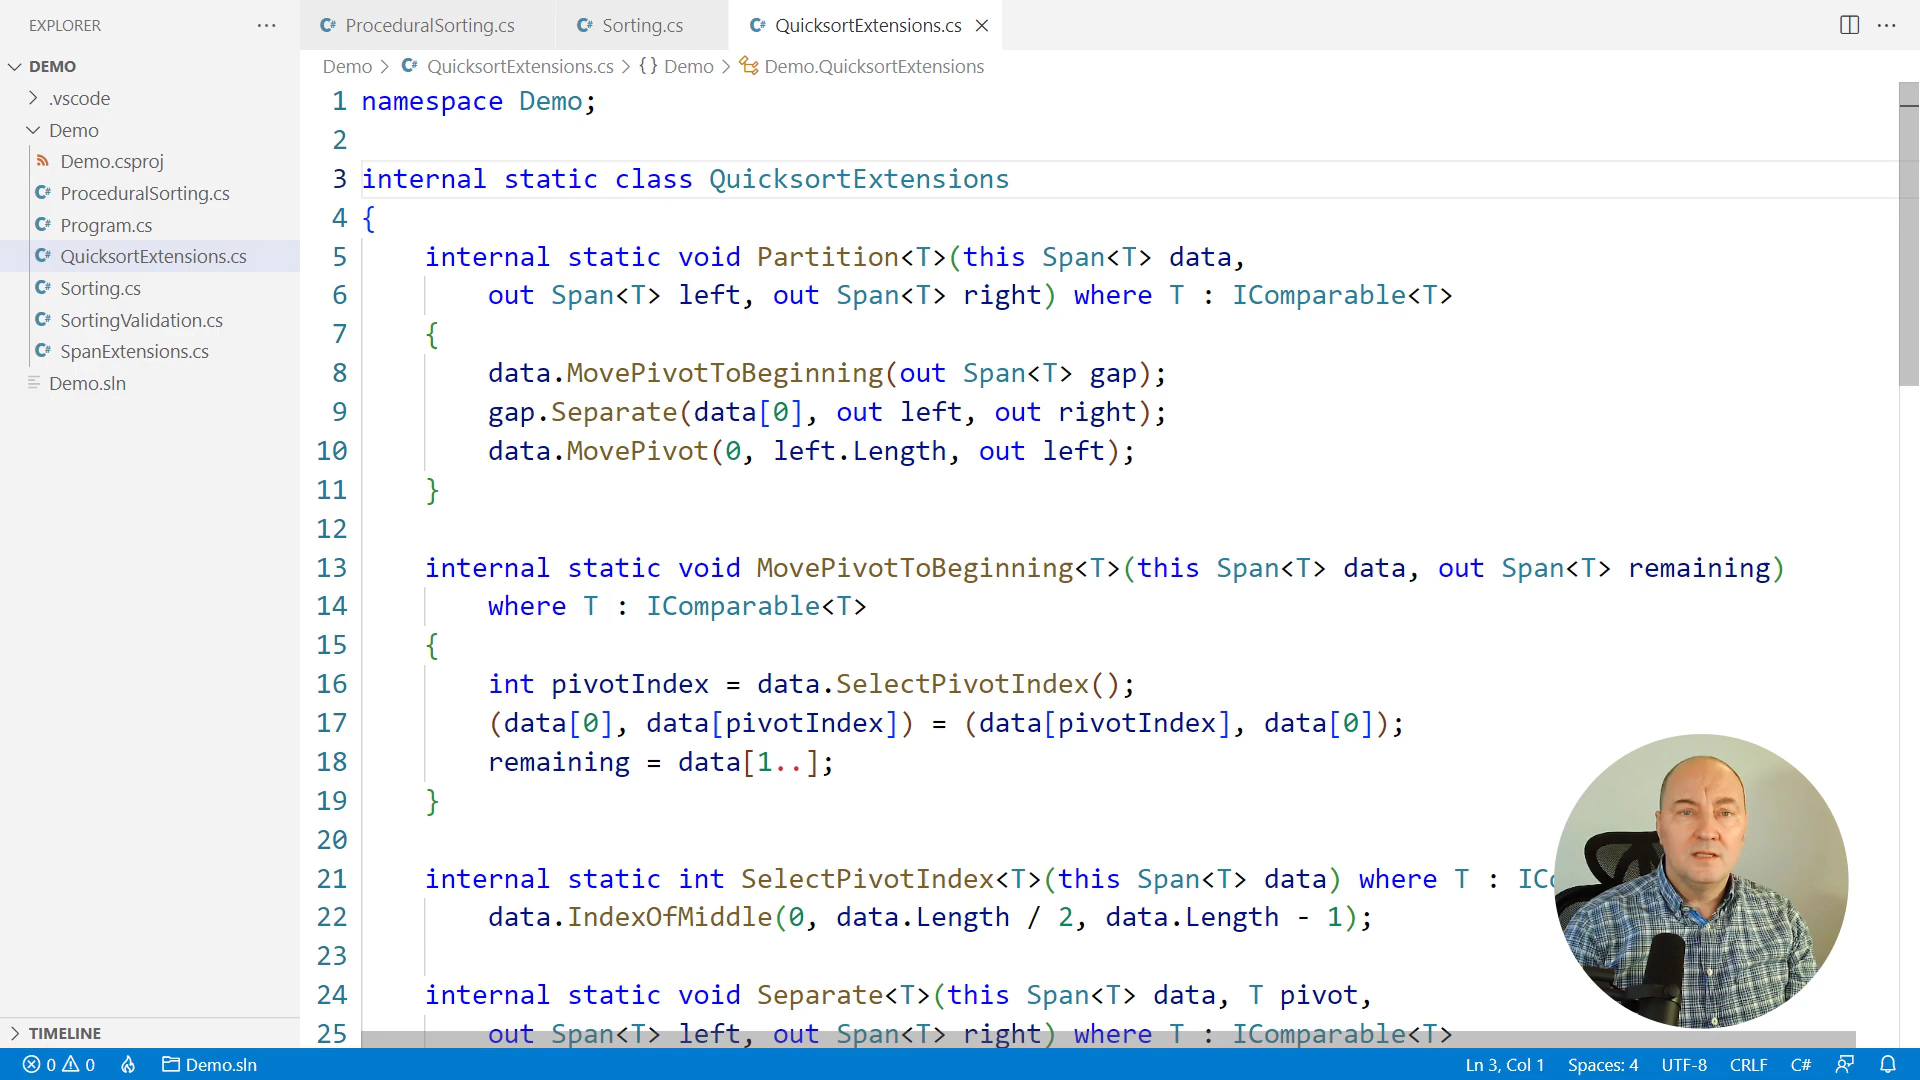 EXPLORER
DEMO
.vscode
Demo
Demo.csproj
ProceduralSorting.cs
Program.cs
QuicksortExtensions.cs
Sorting.cs
SortingValidation.cs
SpanExtensions.cs
Demo.sln
TIMELINE
ProceduralSorting.cs Sorting.cs QuicksortExtensions.cs
Demo > QuicksortExtensions.cs > {} Demo > Demo.QuicksortExtensions
1 namespace Demo;
2
3 internal static class QuicksortExtensions
4 {
5 internal static void Partition<T>(this Span<T> data,
6 out Span<T> left, out Span<T> right) where T : IComparable<T>
7 {
8 data.MovePivotToBeginning(out Span<T> gap);
9 gap.Separate(data[0], out left, out right);
10 data.MovePivot(0, left.Length, out left);
11 }
12
13 internal static void MovePivotToBeginning<T>(this Span<T> data, out Span<T> remaining)
14 where T : IComparable<T>
15 {
16 int pivotIndex = data.SelectPivotIndex();
17 (data[0], data[pivotIndex]) = (data[pivotIndex], data[0]);
18 remaining = data[1..];
19 }
20
21 internal static int SelectPivotIndex<T>(this Span<T> data) where T :
22 data.IndexOfMiddle(0, data.Length / 2, data.Length - 1);
23
24 internal static void Separate<T>(this Span<T> data, T pivot,
25 out Span<T> left, out Span<T> right) where T : IComparable<T>
0 0 Demo.sln Ln 3, Col 1 Spaces: 4 UTF-8 CRLF C#